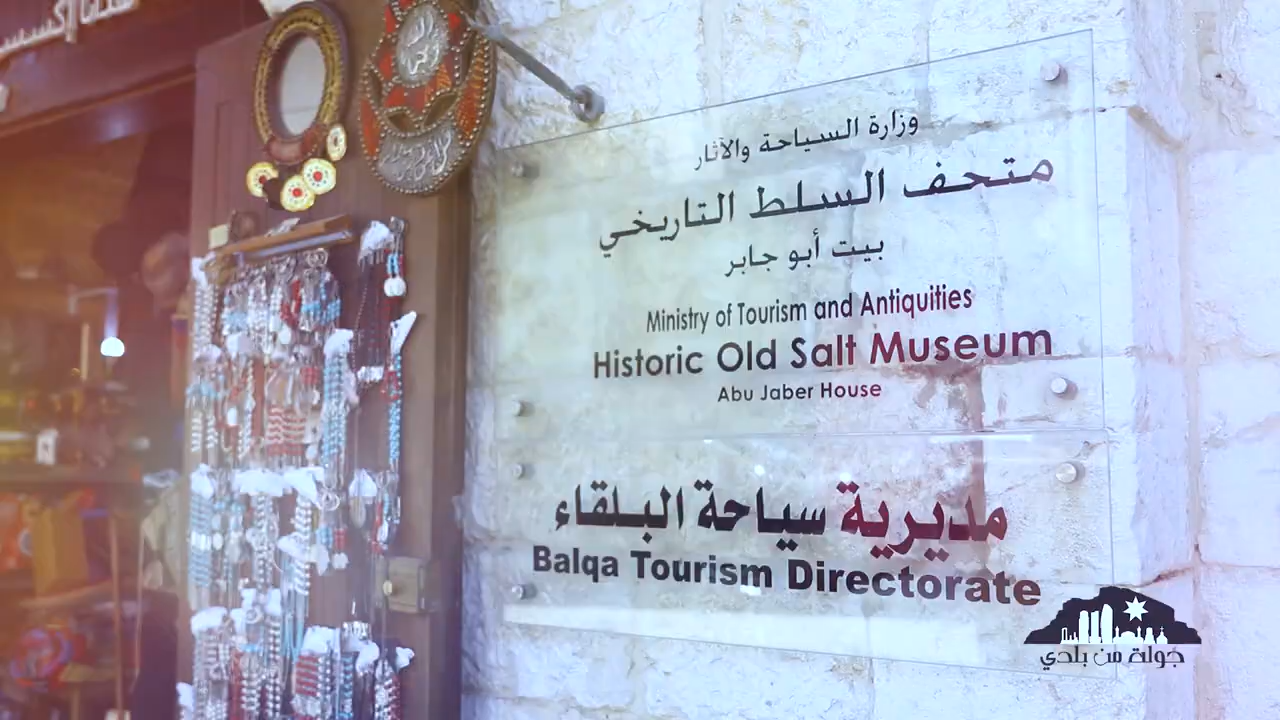 وزارة السياحة والآثار
متحف السلط التاريخي
بيت أبو جابر
Ministry of Tourism and Antiquities
Historic Old Salt Museum
Abu Jaber House
مديرية سياحة البلقاء
Balqa Tourism Directorate
جولة من بلدي